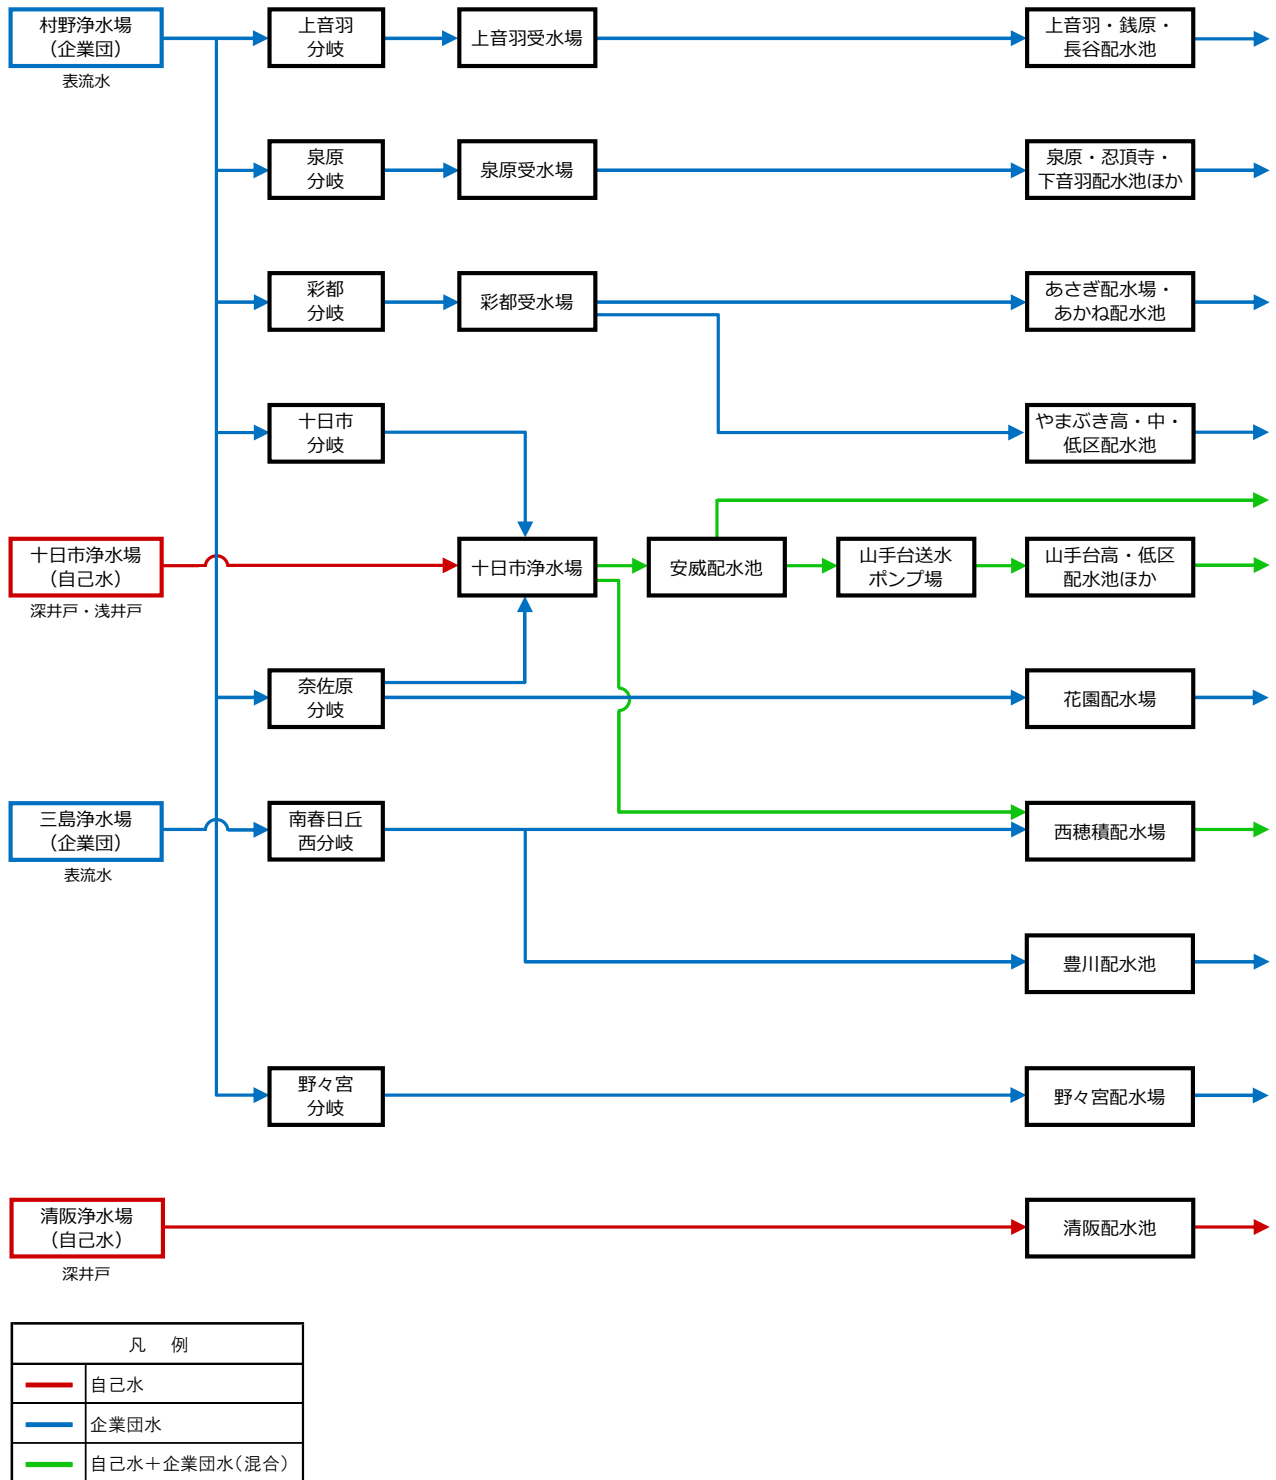 村野浄水場
（企業団）
表流水
上音羽
分岐
上音羽受水場
上音羽・銭原・
長谷配水池
泉原
分岐
泉原受水場
泉原・忍頂寺・
下音羽配水池ほか
彩都
分岐
彩都受水場
あさぎ配水場・
あかね配水池
十日市
分岐
やまぶき高・中・
低区配水池
十日市浄水場
（自己水）
深井戸・浅井戸
十日市浄水場
安威配水池
山手台送水
ポンプ場
山手台高・低区
配水池ほか
奈佐原
分岐
花園配水場
三島浄水場
（企業団）
表流水
南春日丘
西分岐
西穂積配水場
豊川配水池
野々宮
分岐
野々宮配水場
清阪浄水場
（自己水）
深井戸
清阪配水池
凡　例
自己水
企業団水
自己水＋企業団水（混合）